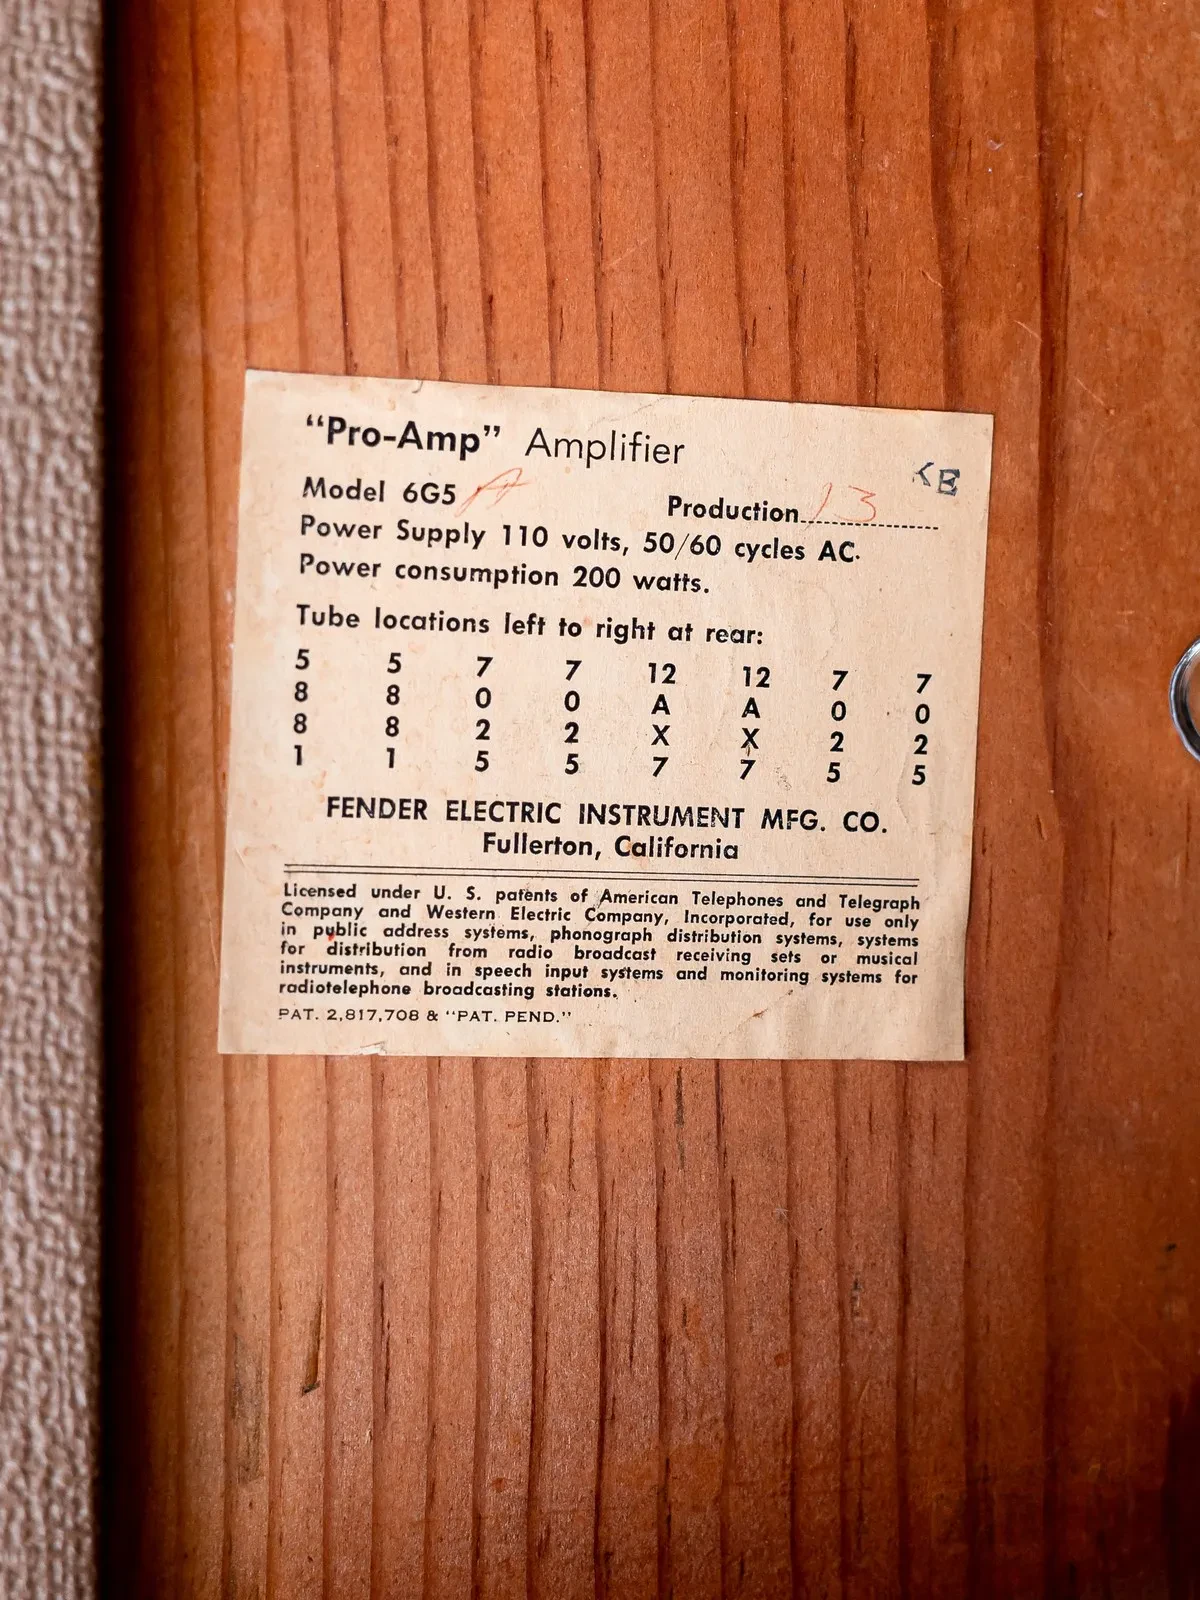 "Pro-Amp" Amplifier
KE
Model 6G5 A
Production 13
Power Supply 110 volts, 50/60 cycles AC.
Power consumption 200 watts.
Tube locations left to right at rear:
5 5 7 7 12 12 7 7
8 8 0 0 A A 0 0
8 8 2 2 X X 2 2
1 1 5 5 7 7 5 5
FENDER ELECTRIC INSTRUMENT MFG. CO.
Fullerton, California
Licensed under U. S. patents of American Telephones and Telegraph
Company and Western Electric Company, Incorporated, for use only
in public address systems, phonograph distribution systems, systems
for distribution from radio broadcast receiving sets or musical
instruments, and in speech input systems and monitoring systems for
radiotelephone broadcasting stations.
PAT. 2,817,708 & "PAT. PEND."